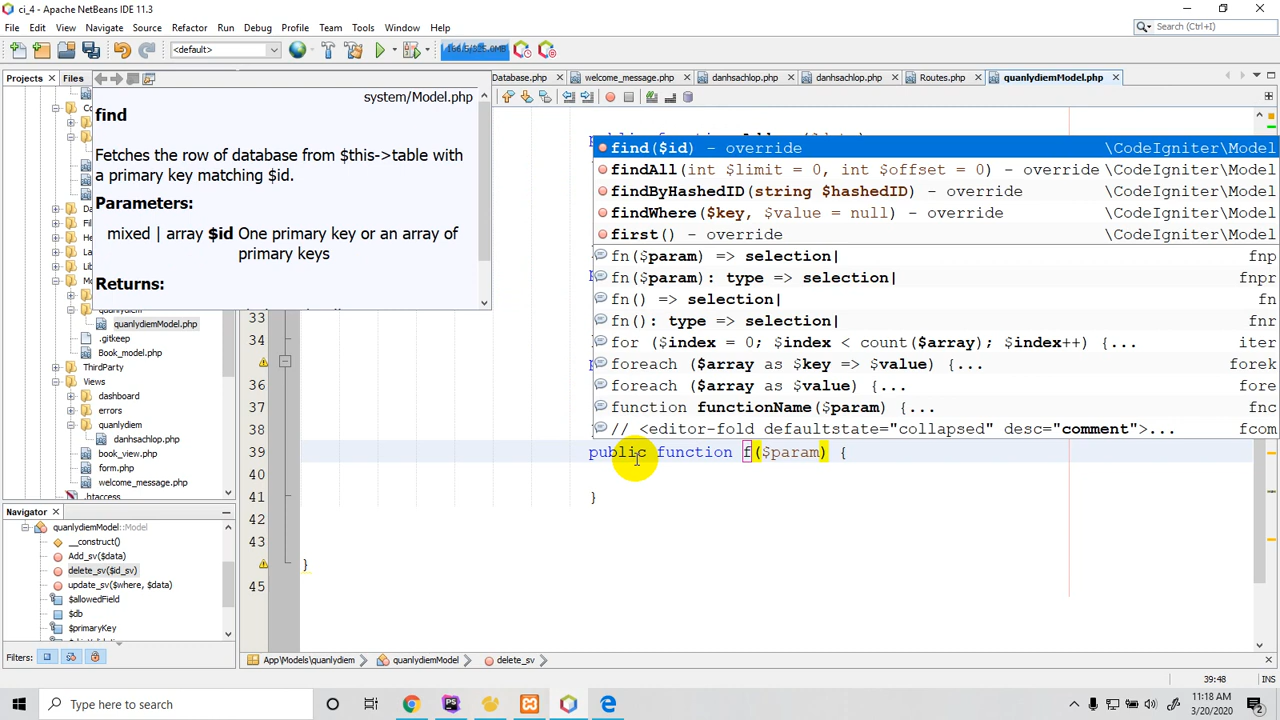 ci_4 - Apache NetBeans IDE 11.3
File Edit View Navigate Source Refactor Run Debug Profile Team Tools Window Help
Search (Ctrl+I)
<default>
Projects Files
Database.php welcome_message.php danhsachlop.php danhsachlop.php Routes.php quanlydiemModel.php
system/Model.php
find
Fetches the row of database from $this->table with
a primary key matching $id.
Parameters:
mixed | array $id One primary key or an array of
primary keys
Returns:
find($id) - override \CodeIgniter\Model
findAll(int $limit = 0, int $offset = 0) - override \CodeIgniter\Model
findByHashedID(string $hashedID) - override \CodeIgniter\Model
findWhere($key, $value = null) - override \CodeIgniter\Model
first() - override \CodeIgniter\Model
fn($param) => selection| fnp
fn($param): type => selection| fnpr
fn() => selection| fn
fn(): type => selection| fnr
for ($index = 0; $index < count($array); $index++) {... iter
foreach ($array as $key => $value) {... forek
foreach ($array as $value) {... fore
function functionName($param) {... fnc
// <editor-fold defaultstate="collapsed" desc="comment">... fcom
quanlydiemModel.php
.gitkeep
Book_model.php
ThirdParty
Views
dashboard
errors
quanlydiem
danhsachlop.php
book_view.php
form.php
welcome_message.php
.htaccess
33
34
36
37
38
39 public function f($param) {
40
41 }
42
43
}
45
Navigator
quanlydiemModel::Model
__construct()
Add_sv($data)
delete_sv($id_sv)
update_sv($where, $data)
$allowedField
$db
$primaryKey
Filters:
App\Models\quanlydiem quanlydiemModel delete_sv
39:48 INS
Type here to search
11:18 AM
3/20/2020
2